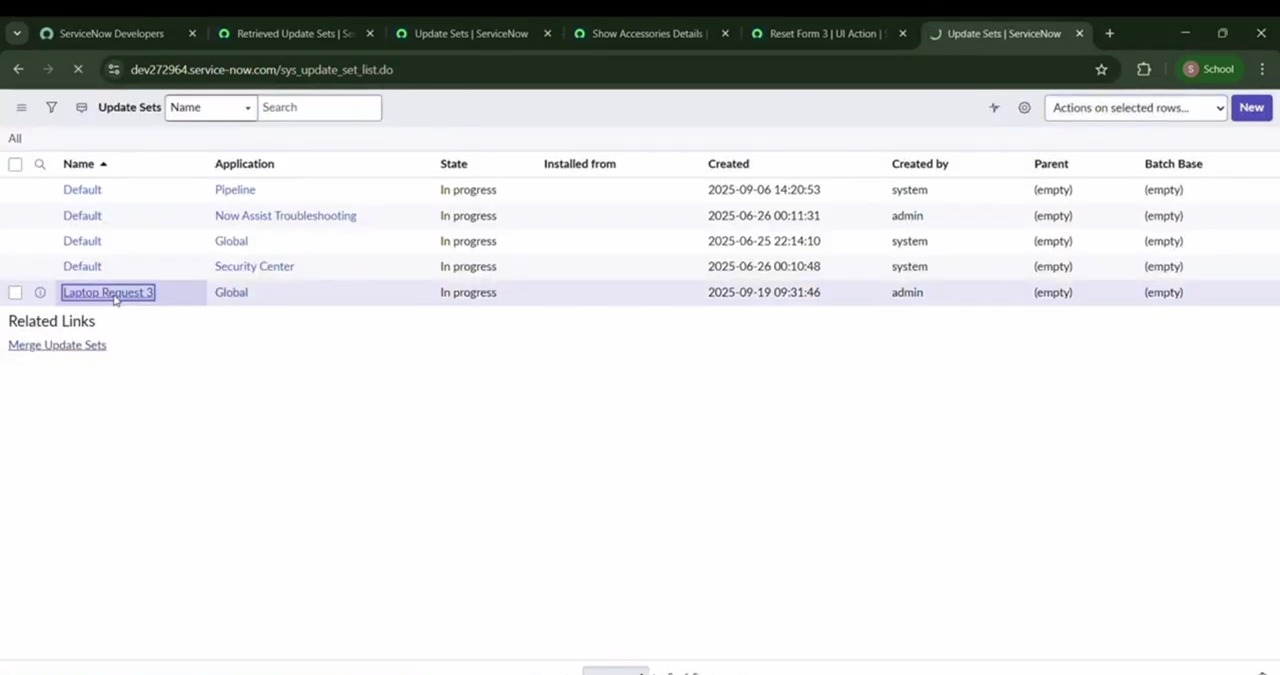 ServiceNow Developers
Retrieved Update Sets | Se
Update Sets | ServiceNow
Show Accessories Details |
Reset Form 3 | UI Action |
Update Sets | ServiceNow
dev272964.service-now.com/sys_update_set_list.do
S School
Update Sets Name Search Actions on selected rows... New
All
Name Application State Installed from Created Created by Parent Batch Base
Default Pipeline In progress 2025-09-06 14:20:53 system (empty) (empty)
Default Now Assist Troubleshooting In progress 2025-06-26 00:11:31 admin (empty) (empty)
Default Global In progress 2025-06-25 22:14:10 system (empty) (empty)
Default Security Center In progress 2025-06-26 00:10:48 system (empty) (empty)
Laptop Request 3 Global In progress 2025-09-19 09:31:46 admin (empty) (empty)
Related Links
Merge Update Sets